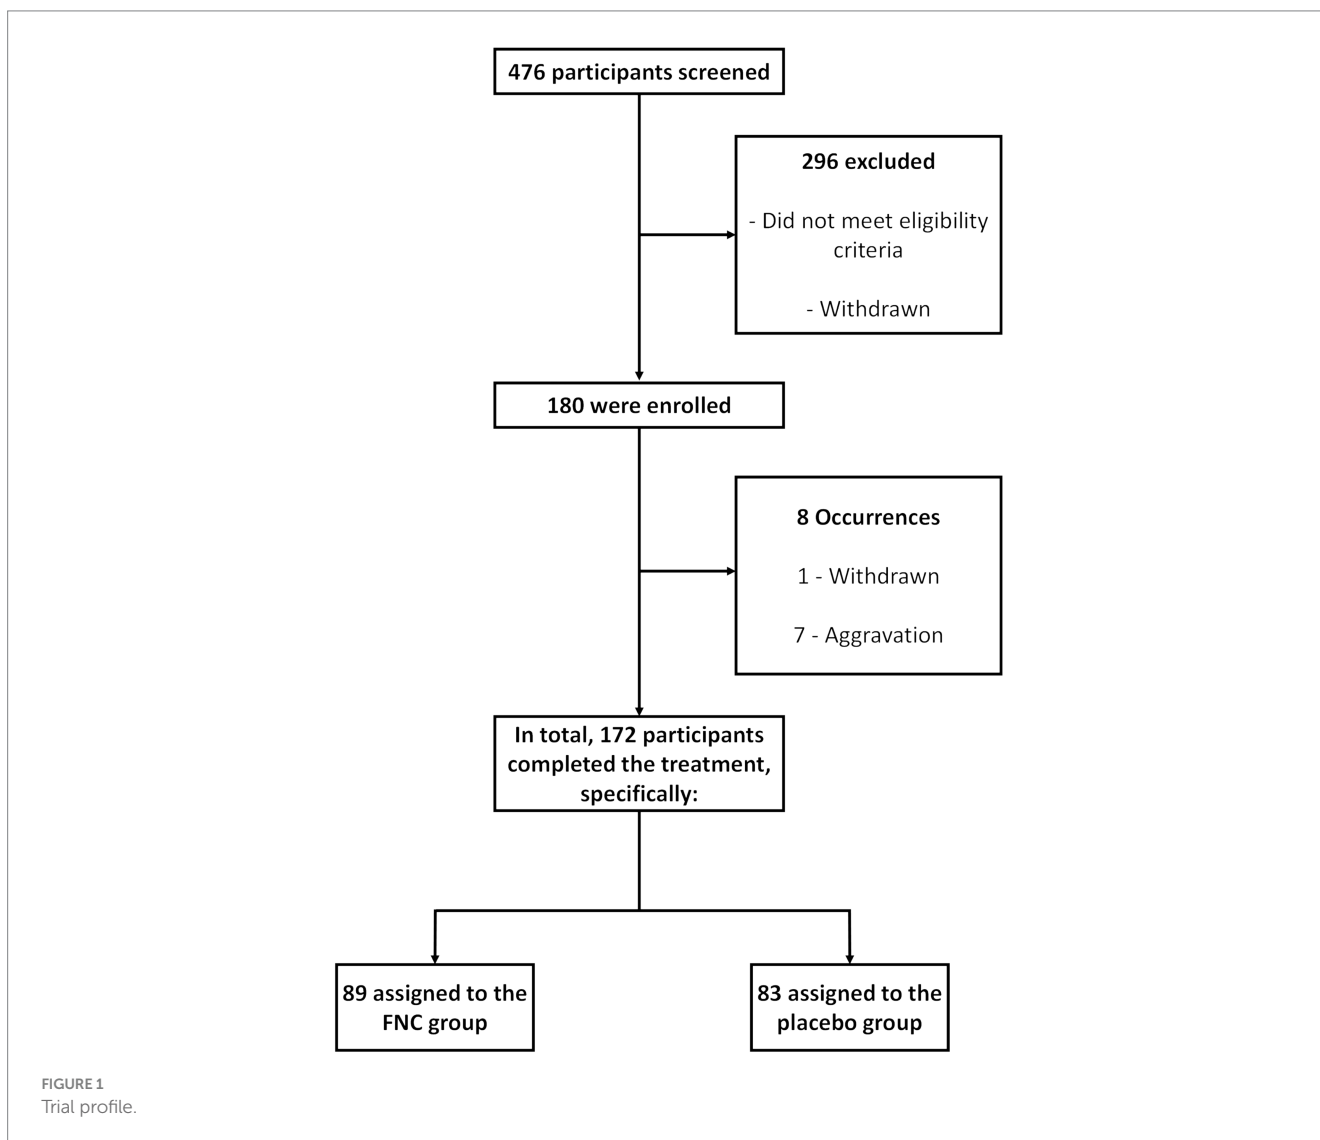 476 participants screened
296 excluded
- Did not meet eligibility
criteria
- Withdrawn
180 were enrolled
8 Occurrences
1 - Withdrawn
7 - Aggravation
In total, 172 participants
completed the treatment,
specifically:
89 assigned to the
FNC group
83 assigned to the
placebo group
FIGURE 1
Trial profile.